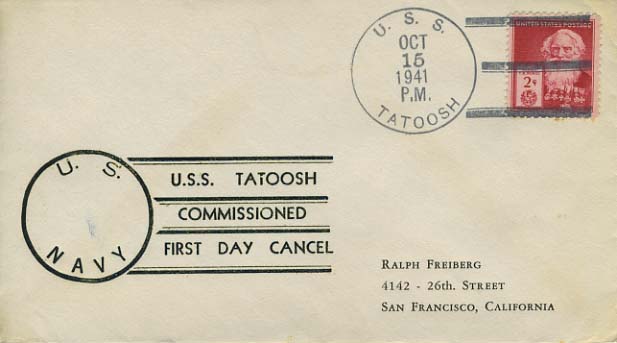 U. S. S.
OCT
15
1941
P.M.
TATOOSH
UNITED STATES POSTAGE
2¢
U. S.
NAVY
U.S.S. TATOOSH
COMMISSIONED
FIRST DAY CANCEL
RALPH FREIBERG
4142 - 26th. STREET
SAN FRANCISCO, CALIFORNIA